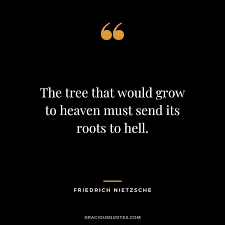 ❝
The tree that would grow
to heaven must send its
roots to hell.
FRIEDRICH NIETZSCHE
GRACIOUSQUOTES.COM